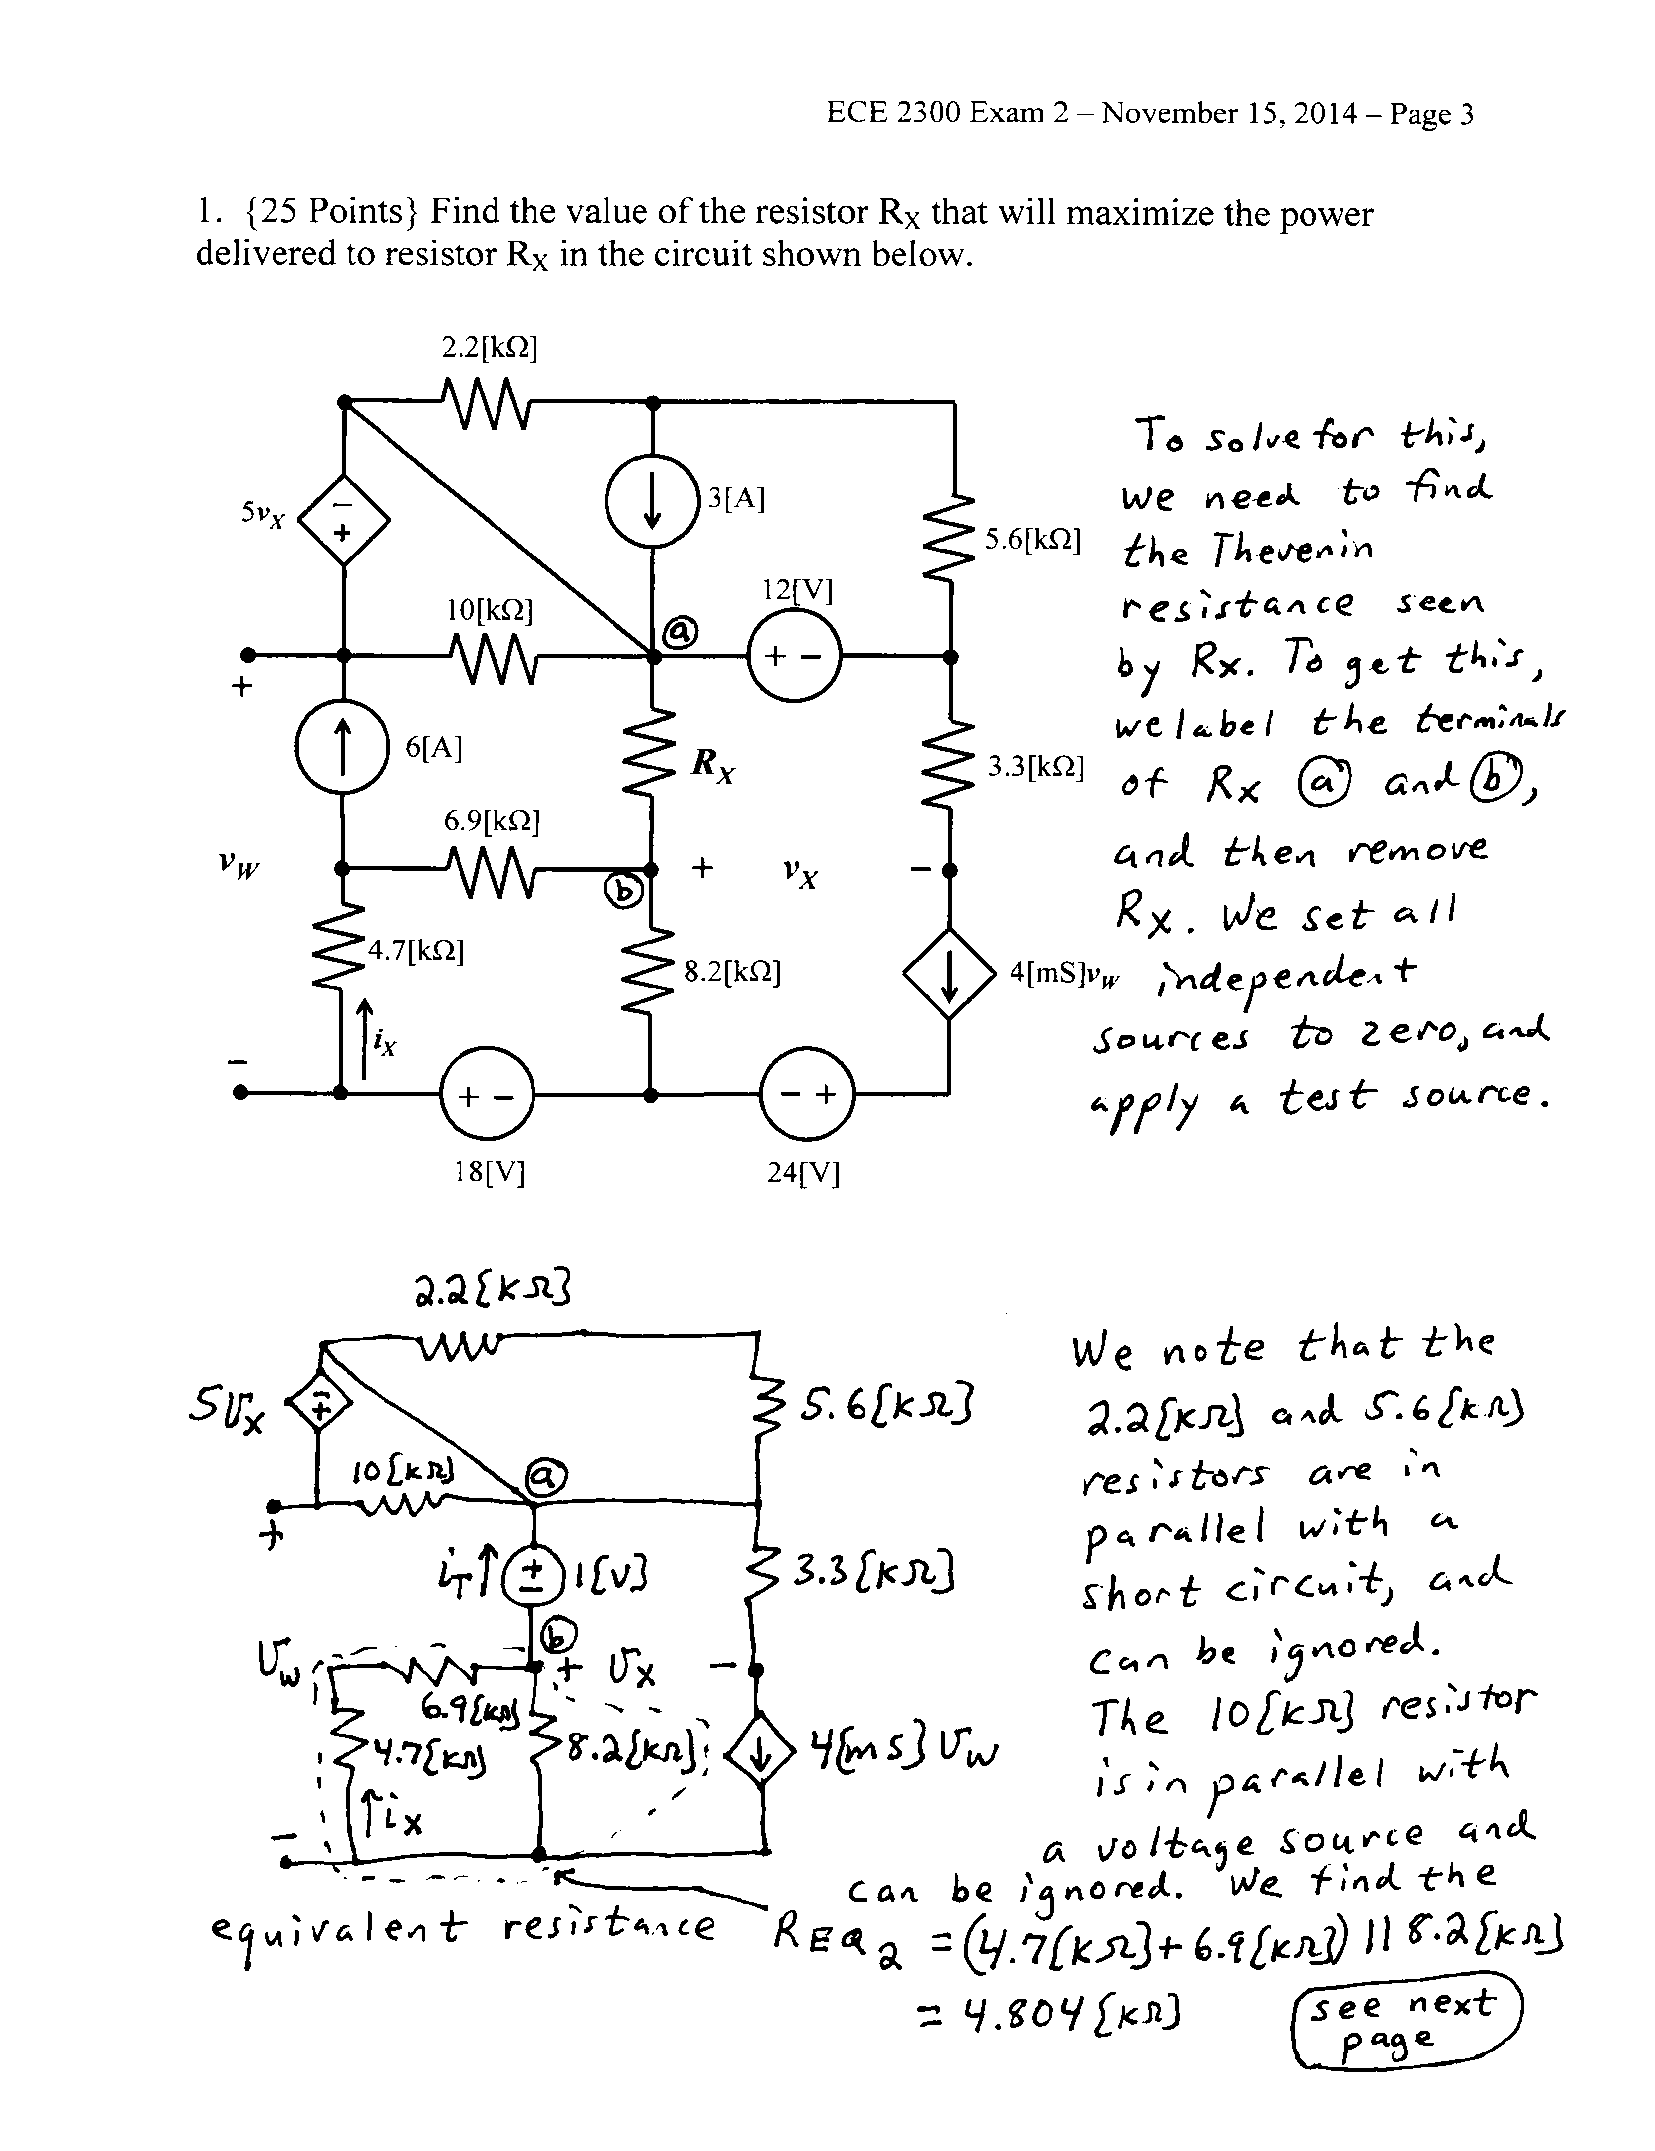 ECE 2300 Exam 2 – November 15, 2014 – Page 3
1. {25 Points} Find the value of the resistor RX that will maximize the power
delivered to resistor RX in the circuit shown below.
2.2[kΩ]
5vX
-
+
3[A]
5.6[kΩ]
10[kΩ]
12[V]
ⓐ
+ -
+
6[A]
RX
3.3[kΩ]
6.9[kΩ]
vW
ⓑ
+ vX -
4.7[kΩ]
8.2[kΩ]
4[mS]vW
iX
-
+ -
- +
18[V]
24[V]
To solve for this,
we need to find
the Thevenin
resistance seen
by Rx. To get this,
we label the terminals
of Rx ⓐ and ⓑ,
and then remove
Rx. We set all
independent
sources to zero, and
apply a test source.
2.2[kΩ]
5vx
-
+
5.6[kΩ]
10[kΩ]
ⓐ
+
iT
+
-
1[v]
3.3[kΩ]
ⓑ
vw
+ vx -
6.9[kΩ]
4.7[kΩ]
8.2[kΩ]
4[mS]vw
ix
-
We note that the
2.2[kΩ] and 5.6[kΩ]
resistors are in
parallel with a
short circuit, and
can be ignored.
The 10[kΩ] resistor
is in parallel with
a voltage source and
can be ignored. We find the
equivalent resistance REQ2 = (4.7[kΩ]+6.9[kΩ]) || 8.2[kΩ]
= 4.804[kΩ]
see next
page